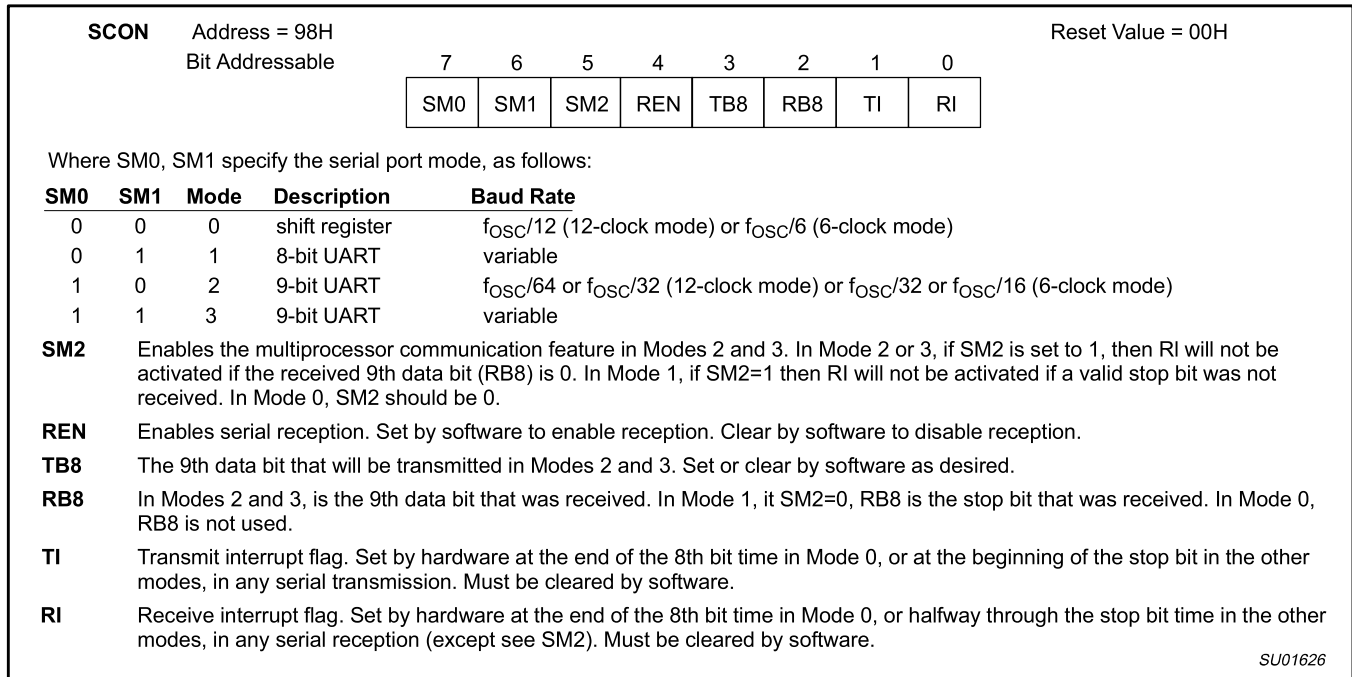 SCON Address = 98H Reset Value = 00H
Bit Addressable 7 6 5 4 3 2 1 0
SM0 SM1 SM2 REN TB8 RB8 TI RI
Where SM0, SM1 specify the serial port mode, as follows:
SM0 SM1 Mode Description Baud Rate
0 0 0 shift register fOSC/12 (12-clock mode) or fOSC/6 (6-clock mode)
0 1 1 8-bit UART variable
1 0 2 9-bit UART fOSC/64 or fOSC/32 (12-clock mode) or fOSC/32 or fOSC/16 (6-clock mode)
1 1 3 9-bit UART variable
SM2 Enables the multiprocessor communication feature in Modes 2 and 3. In Mode 2 or 3, if SM2 is set to 1, then RI will not be
activated if the received 9th data bit (RB8) is 0. In Mode 1, if SM2=1 then RI will not be activated if a valid stop bit was not
received. In Mode 0, SM2 should be 0.
REN Enables serial reception. Set by software to enable reception. Clear by software to disable reception.
TB8 The 9th data bit that will be transmitted in Modes 2 and 3. Set or clear by software as desired.
RB8 In Modes 2 and 3, is the 9th data bit that was received. In Mode 1, it SM2=0, RB8 is the stop bit that was received. In Mode 0,
RB8 is not used.
TI Transmit interrupt flag. Set by hardware at the end of the 8th bit time in Mode 0, or at the beginning of the stop bit in the other
modes, in any serial transmission. Must be cleared by software.
RI Receive interrupt flag. Set by hardware at the end of the 8th bit time in Mode 0, or halfway through the stop bit time in the other
modes, in any serial reception (except see SM2). Must be cleared by software.
SU01626